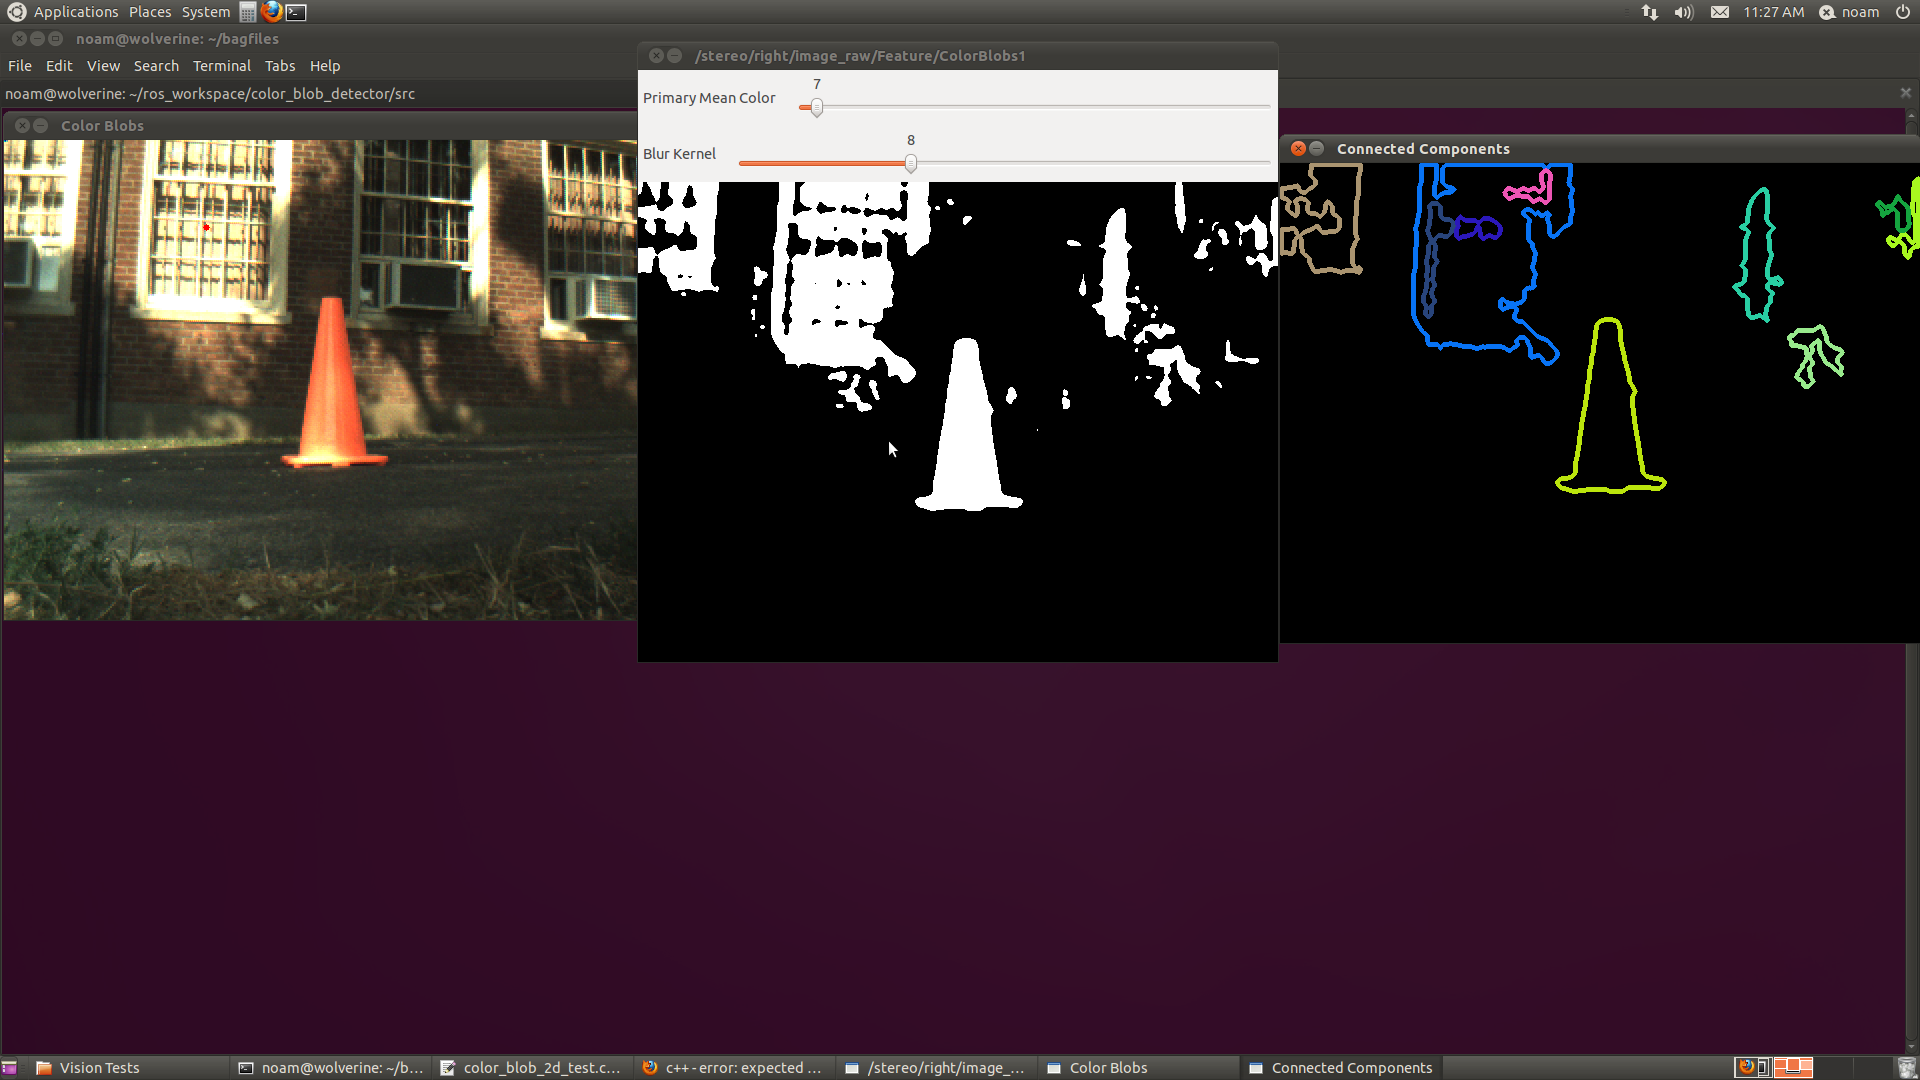 Applications Places System
11:27 AM noam
noam@wolverine: ~/bagfiles
File Edit View Search Terminal Tabs Help
noam@wolverine: ~/ros_workspace/color_blob_detector/src
Color Blobs
/stereo/right/image_raw/Feature/ColorBlobs1
7
Primary Mean Color
8
Blur Kernel
Connected Components
Vision Tests
noam@wolverine: ~/b...
color_blob_2d_test.c...
c++ - error: expected ...
/stereo/right/image_...
Color Blobs
Connected Components